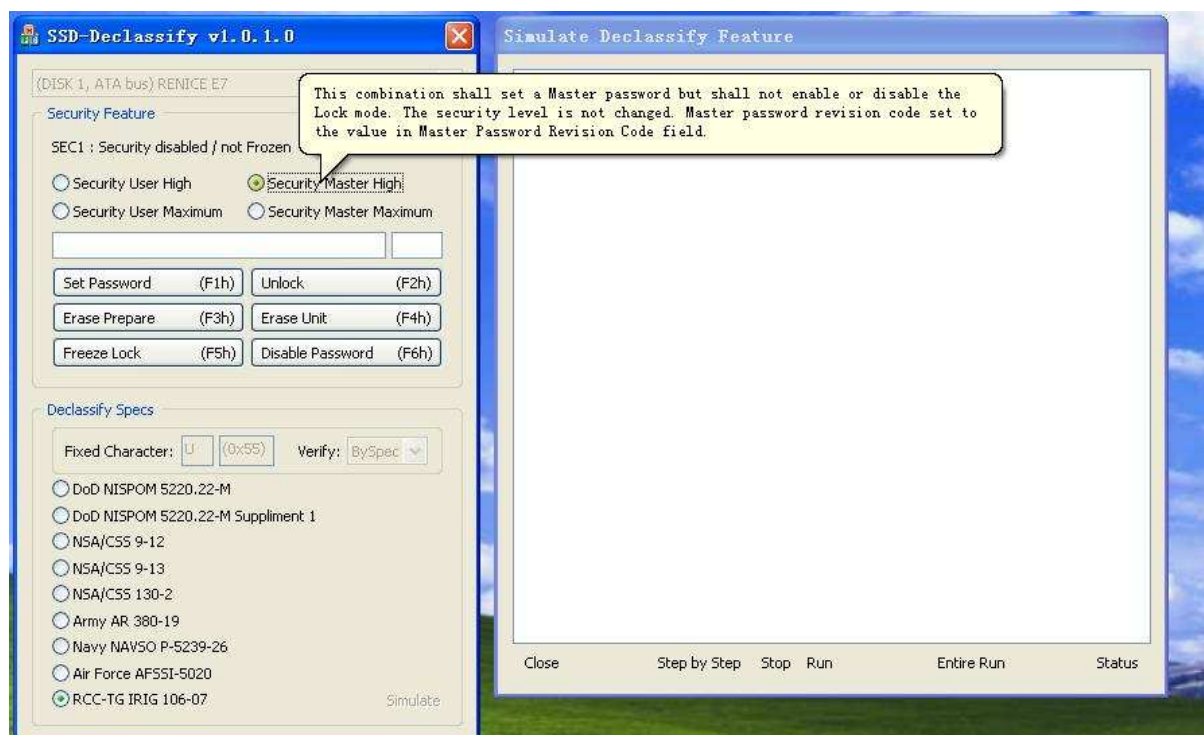 SSD-Declassify v1.0.1.0
(DISK 1, ATA bus) RENICE E7
This combination shall set a Master password but shall not enable or disable the
Lock mode. The security level is not changed. Master password revision code set to
the value in Master Password Revision Code field.
Security Feature
SEC1 : Security disabled / not Frozen
Security User High
Security Master High
Security User Maximum
Security Master Maximum
Set Password (F1h)
Unlock (F2h)
Erase Prepare (F3h)
Erase Unit (F4h)
Freeze Lock (F5h)
Disable Password (F6h)
Declassify Specs
Fixed Character: U (0x55) Verify: BySpec
DoD NISPOM 5220.22-M
DoD NISPOM 5220.22-M Suppliment 1
NSA/CSS 9-12
NSA/CSS 9-13
NSA/CSS 130-2
Army AR 380-19
Navy NAVSO P-5239-26
Air Force AFSSI-5020
RCC-TG IRIG 106-07
Simulate
Simulate Declassify Feature
Close Step by Step Stop Run Entire Run Status